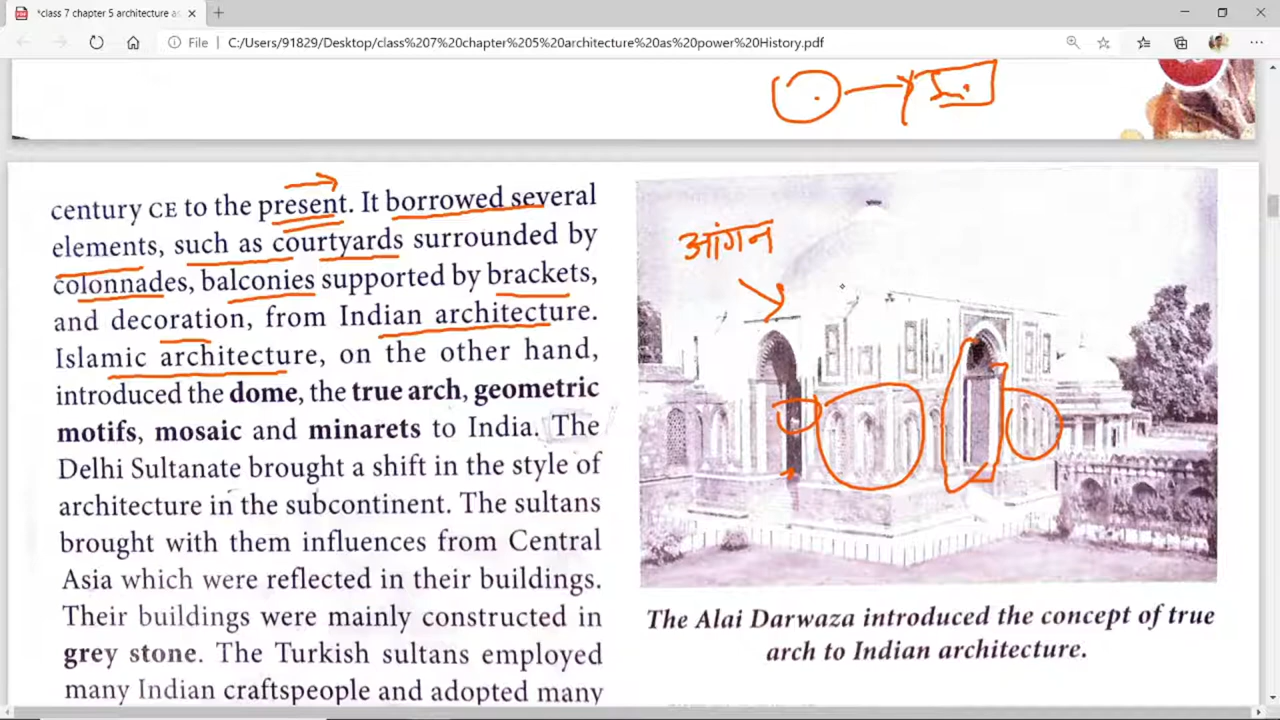 *class 7 chapter 5 architecture as
File
C:/Users/91829/Desktop/class%207%20chapter%205%20architecture%20as%20power%20History.pdf
century CE to the present. It borrowed several
elements, such as courtyards surrounded by
colonnades, balconies supported by brackets,
and decoration, from Indian architecture.
Islamic architecture, on the other hand,
introduced the dome, the true arch, geometric
motifs, mosaic and minarets to India. The
Delhi Sultanate brought a shift in the style of
architecture in the subcontinent. The sultans
brought with them influences from Central
Asia which were reflected in their buildings.
Their buildings were mainly constructed in
grey stone. The Turkish sultans employed
many Indian craftspeople and adopted many
आंगन
The Alai Darwaza introduced the concept of true
arch to Indian architecture.